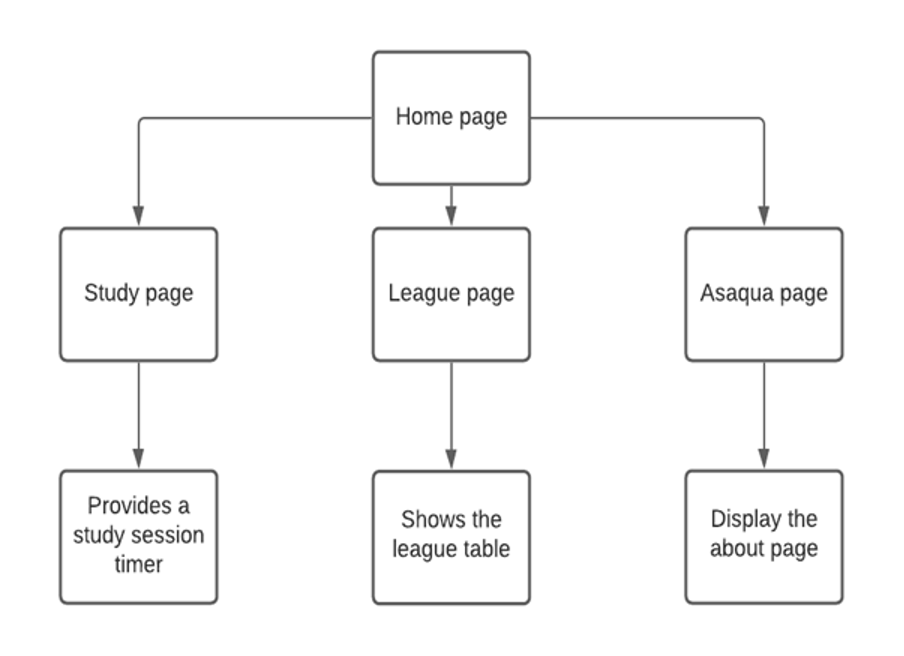 Home page
Study page
League page
Asaqua page
Provides a
study session
timer
Shows the
league table
Display the
about page